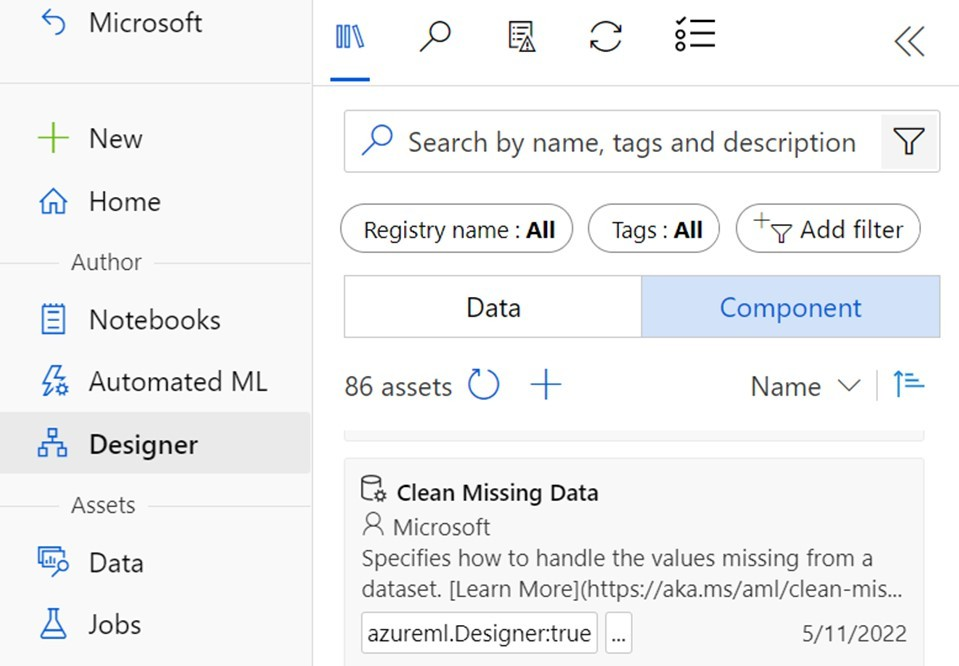 Microsoft
New
Home
Author
Notebooks
Automated ML
Designer
Assets
Data
Jobs
Search by name, tags and description
Registry name : All
Tags : All
Add filter
Data
Component
86 assets
Name
Clean Missing Data
Microsoft
Specifies how to handle the values missing from a
dataset. [Learn More](https://aka.ms/aml/clean-mis...
azureml.Designer:true
...
5/11/2022